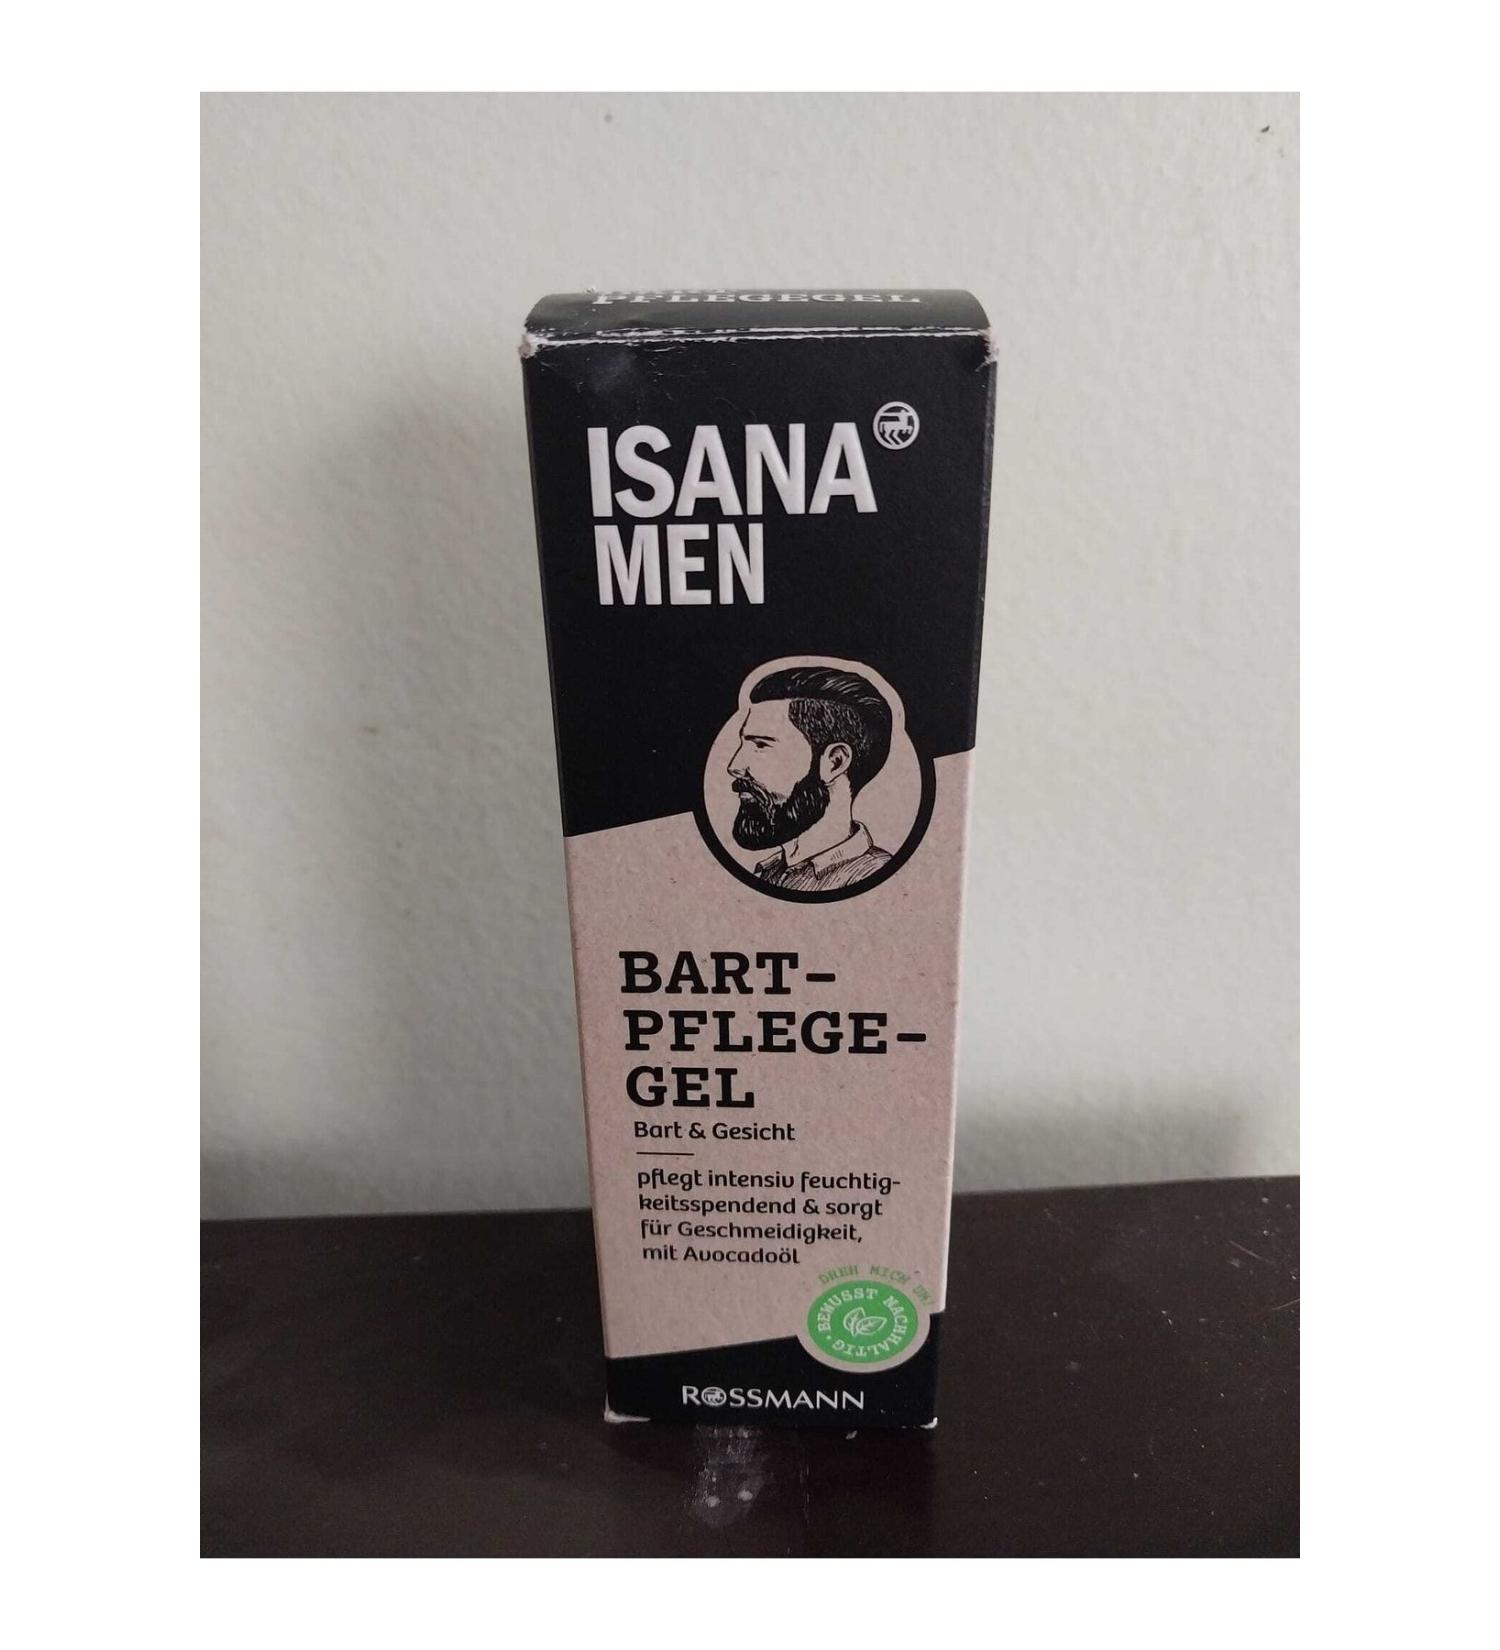 PFLEGEGEL
ISANA
MEN
BART-
PFLEGE-
GEL
Bart & Gesicht
pflegt intensiv feuchtig-
keitsspendend & sorgt
für Geschmeidigkeit,
mit Avocadoöl
DREH MICH UM!
BEWUSST NACHHALTIG
ROSSMANN